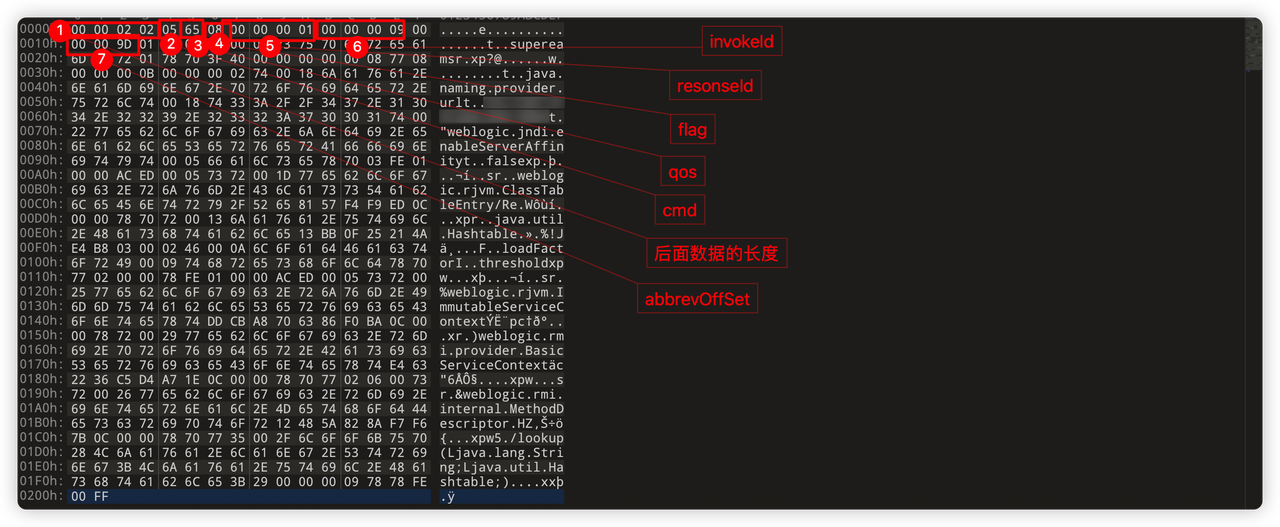 0 1 2 3 4 5 6 7 8 9 A B C D E F 0123456789ABCDEF
0000h: 1 00 00 02 02 05 65 08 00 00 00 01 00 00 00 09 00 .....e..........
0010h: 00 00 9D 01 2 3 4 5 75 70 6 72 65 61 ......t..superea
0020h: 6D 7 72 01 78 70 3F 40 00 00 00 00 00 08 77 08 msr.xp?@......w.
0030h: 00 00 00 0B 00 00 00 02 74 00 18 6A 61 76 61 2E ........t..java.
0040h: 6E 61 6D 69 6E 67 2E 70 72 6F 76 69 64 65 72 2E naming.provider.
0050h: 75 72 6C 74 00 18 74 33 3A 2F 2F 34 37 2E 31 30 urlt..
0060h: 34 2E 32 32 39 2E 32 33 32 3A 37 30 30 31 74 00 t.
0070h: 22 77 65 62 6C 6F 67 69 63 2E 6A 6E 64 69 2E 65 "weblogic.jndi.e
0080h: 6E 61 62 6C 65 53 65 72 76 65 72 41 66 66 69 6E nableServerAffin
0090h: 69 74 79 74 00 05 66 61 6C 73 65 78 70 03 FE 01 ityt..falsexp.þ.
00A0h: 00 00 AC ED 00 05 73 72 00 1D 77 65 62 6C 6F 67 ..¬í..sr..weblog
00B0h: 69 63 2E 72 6A 76 6D 2E 43 6C 61 73 73 54 61 62 ic.rjvm.ClassTab
00C0h: 6C 65 45 6E 74 72 79 2F 52 65 81 57 F4 F9 ED 0C leEntry/Re.Wôùí.
00D0h: 00 00 78 70 72 00 13 6A 61 76 61 2E 75 74 69 6C ..xpr..java.util
00E0h: 2E 48 61 73 68 74 61 62 6C 65 13 BB 0F 25 21 4A .Hashtable.».%!J
00F0h: E4 B8 03 00 02 46 00 0A 6C 6F 61 64 46 61 63 74 ä¸...F..loadFact
0100h: 6F 72 49 00 09 74 68 72 65 73 68 6F 6C 64 78 70 orI..thresholdxp
0110h: 77 02 00 00 78 FE 01 00 00 AC ED 00 05 73 72 00 w...xþ...¬í..sr.
0120h: 25 77 65 62 6C 6F 67 69 63 2E 72 6A 76 6D 2E 49 %weblogic.rjvm.I
0130h: 6D 6D 75 74 61 62 6C 65 53 65 72 76 69 63 65 43 mmutableServiceC
0140h: 6F 6E 74 65 78 74 DD CB A8 70 63 86 F0 BA 0C 00 ontextÝË¨pc†ðº..
0150h: 00 78 72 00 29 77 65 62 6C 6F 67 69 63 2E 72 6D .xr.)weblogic.rm
0160h: 69 2E 70 72 6F 76 69 64 65 72 2E 42 61 73 69 63 i.provider.Basic
0170h: 53 65 72 76 69 63 65 43 6F 6E 74 65 78 74 E4 63 ServiceContextäc
0180h: 22 36 C5 D4 A7 1E 0C 00 00 78 70 77 02 06 00 73 "6ÅÔ§....xpw...s
0190h: 72 00 26 77 65 62 6C 6F 67 69 63 2E 72 6D 69 2E r.&weblogic.rmi.
01A0h: 69 6E 74 65 72 6E 61 6C 2E 4D 65 74 68 6F 64 44 internal.MethodD
01B0h: 65 73 63 72 69 70 74 6F 72 12 48 5A 82 8A F7 F6 escriptor.HZ‚Š÷ö
01C0h: 7B 0C 00 00 78 70 77 35 00 2F 6C 6F 6F 6B 75 70 {...xpw5./lookup
01D0h: 28 4C 6A 61 76 61 2E 6C 61 6E 67 2E 53 74 72 69 (Ljava.lang.Stri
01E0h: 6E 67 3B 4C 6A 61 76 61 2E 75 74 69 6C 2E 48 61 ng;Ljava.util.Ha
01F0h: 73 68 74 61 62 6C 65 3B 29 00 00 00 09 78 78 FE shtable;)....xxþ
0200h: 00 FF .ÿ
invokeId
resonseId
flag
qos
cmd
后面数据的长度
abbrevOffSet